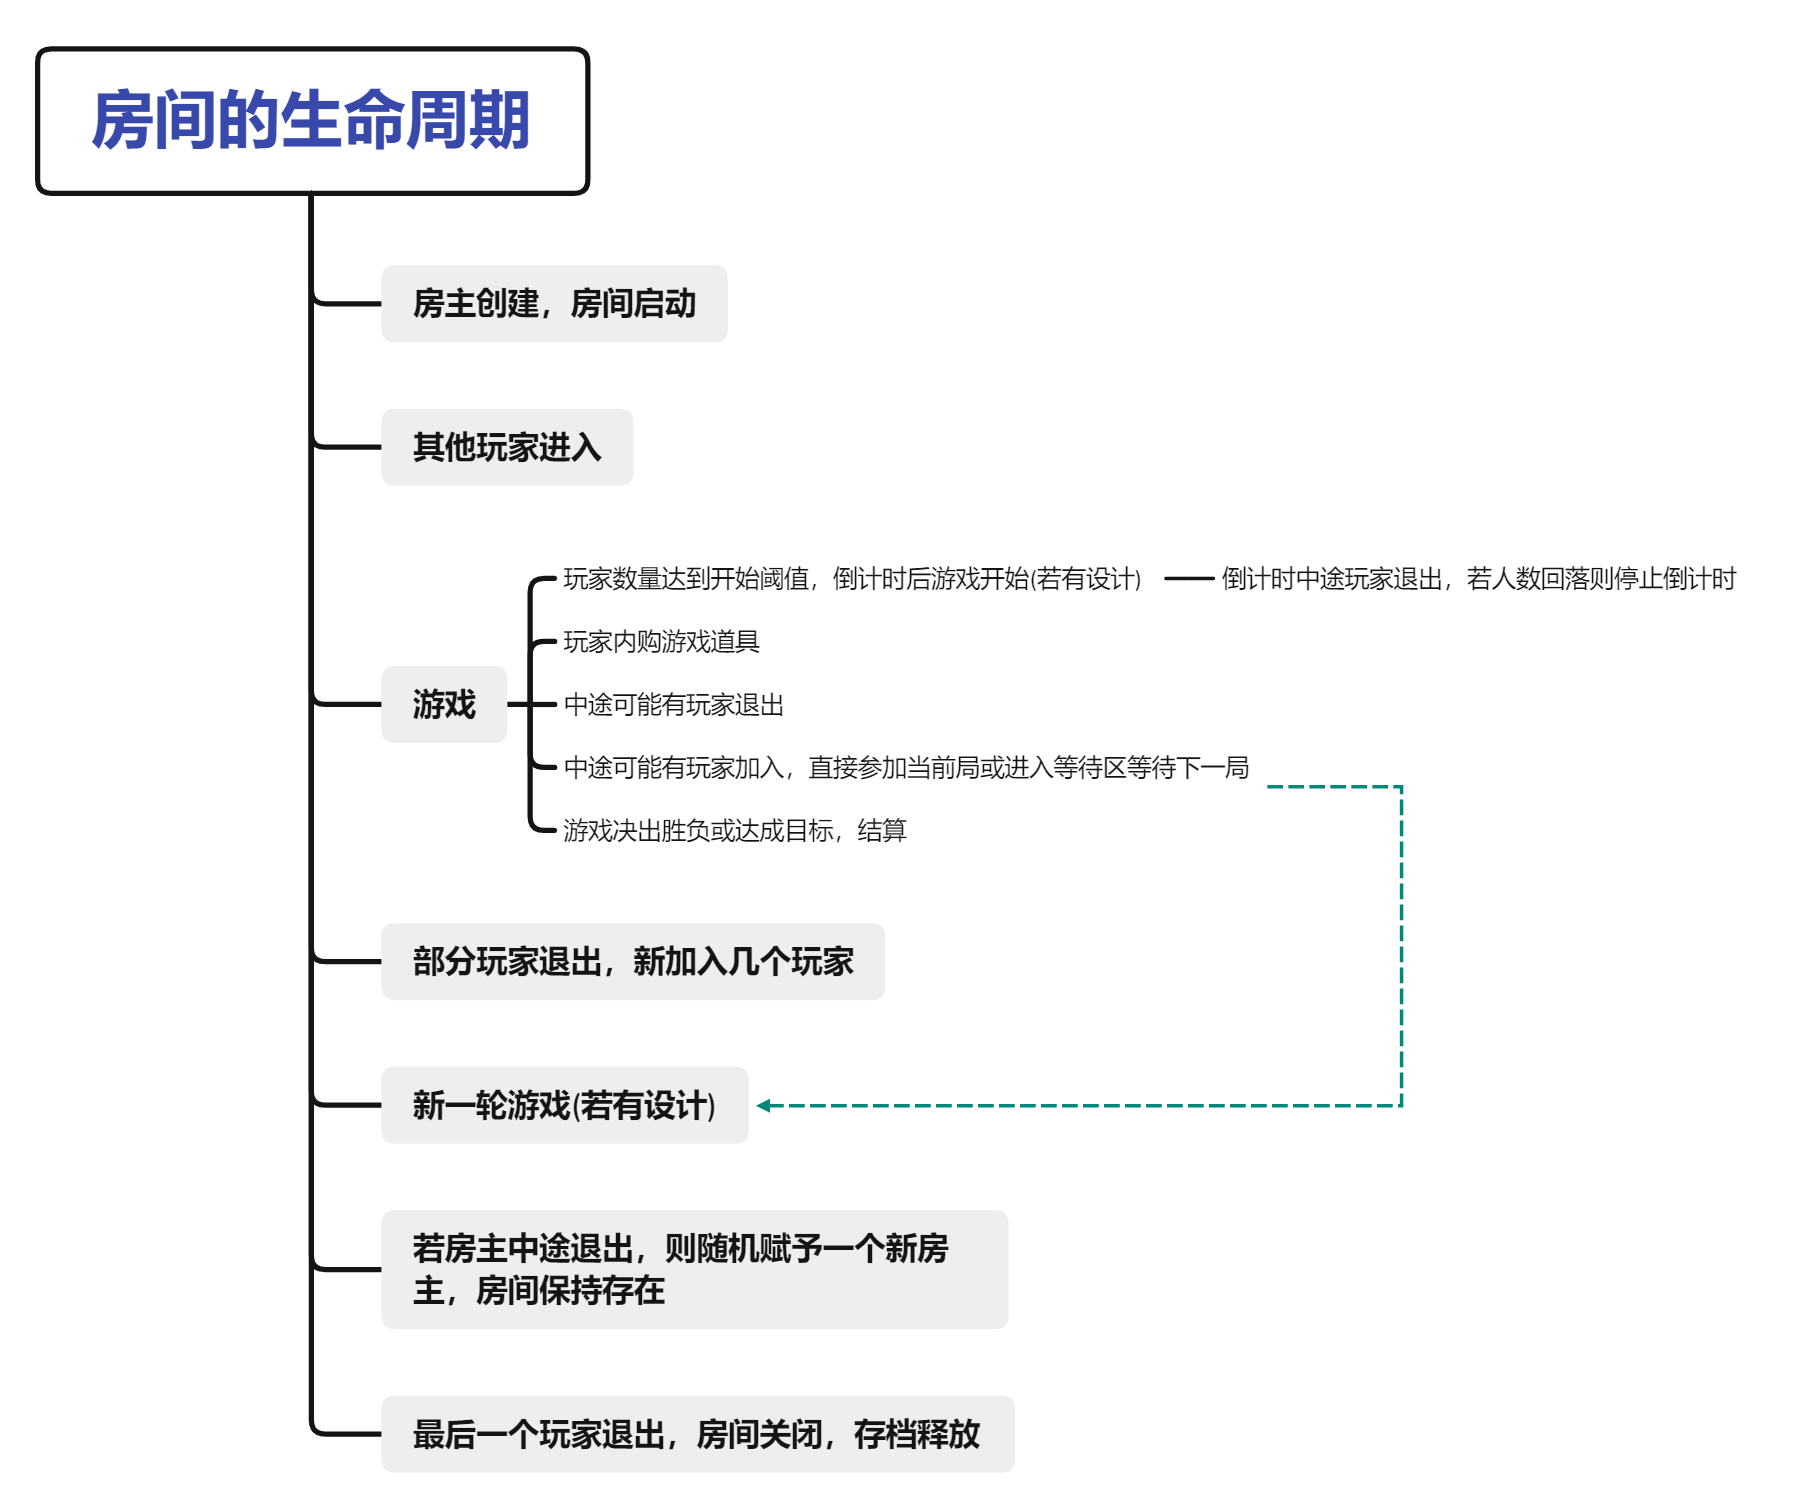 房间的生命周期
房主创建，房间启动
其他玩家进入
玩家数量达到开始阈值，倒计时后游戏开始(若有设计)
倒计时中途玩家退出，若人数回落则停止倒计时
玩家内购游戏道具
游戏
中途可能有玩家退出
中途可能有玩家加入，直接参加当前局或进入等待区等待下一局
游戏决出胜负或达成目标，结算
部分玩家退出，新加入几个玩家
新一轮游戏(若有设计)
若房主中途退出，则随机赋予一个新房
主，房间保持存在
最后一个玩家退出，房间关闭，存档释放